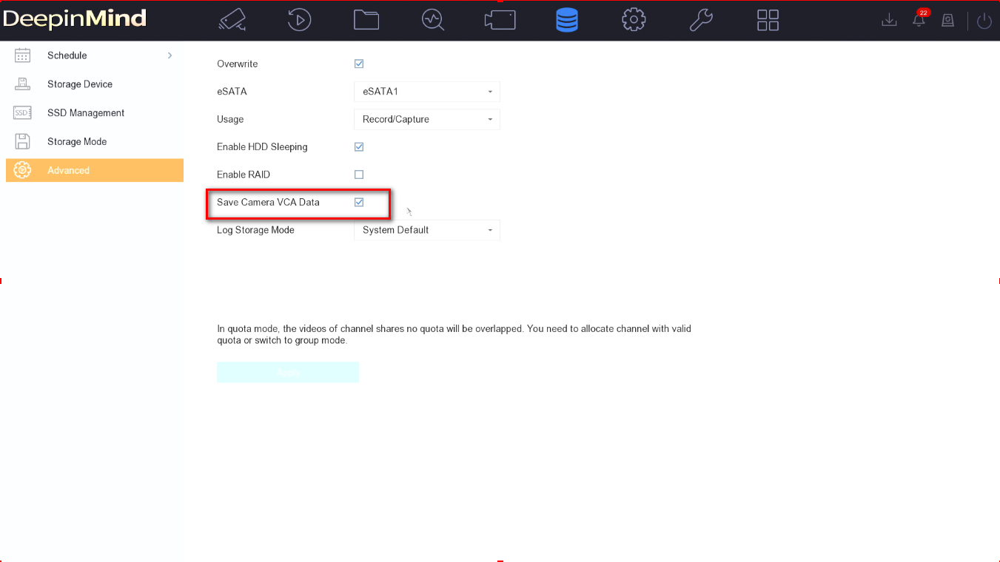 DeepinMind
22
Schedule
Storage Device
SSD Management
SSD
Storage Mode
Advanced
Overwrite
eSATA eSATA1
Usage Record/Capture
Enable HDD Sleeping
Enable RAID
Save Camera VCA Data
Log Storage Mode System Default
In quota mode, the videos of channel shares no quota will be overlapped. You need to allocate channel with valid
quota or switch to group mode.
Apply